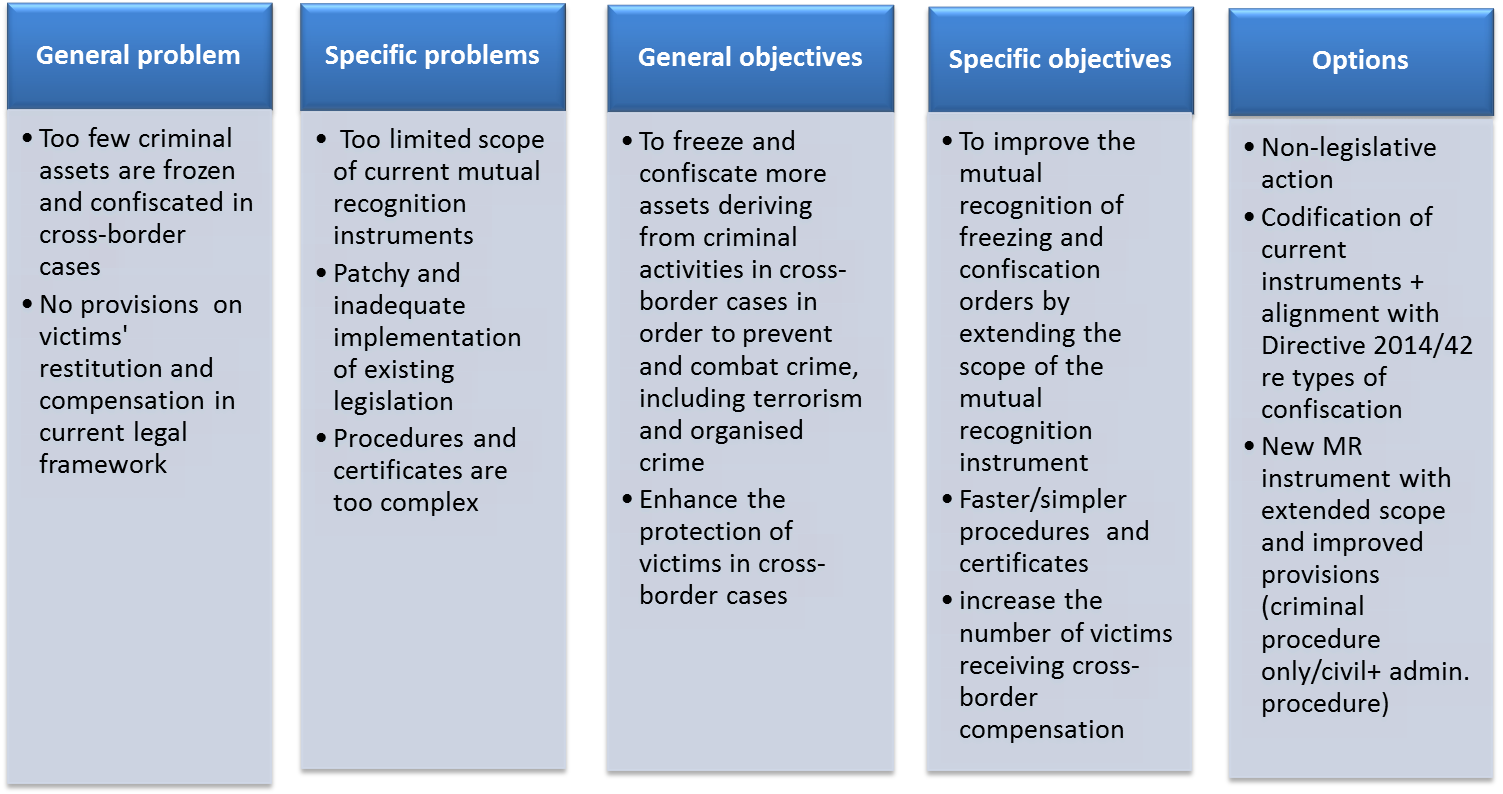 General problem
• Too few criminal
assets are frozen
and confiscated in
cross-border
cases
• No provisions on
victims'
restitution and
compensation in
current legal
framework
Specific problems
• Too limited scope
of current mutual
recognition
instruments
• Patchy and
inadequate
implementation
of existing
legislation
• Procedures and
certificates are
too complex
General objectives
• To freeze and
confiscate more
assets deriving
from criminal
activities in cross-
border cases in
order to prevent
and combat crime,
including terrorism
and organised
crime
• Enhance the
protection of
victims in cross-
border cases
Specific objectives
• To improve the
mutual
recognition of
freezing and
confiscation
orders by
extending the
scope of the
mutual
recognition
instrument
• Faster/simpler
procedures and
certificates
• increase the
number of victims
receiving cross-
border
compensation
Options
• Non-legislative
action
• Codification of
current
instruments +
alignment with
Directive 2014/42
re types of
confiscation
• New MR
instrument with
extended scope
and improved
provisions
(criminal
procedure
only/civil+ admin.
procedure)